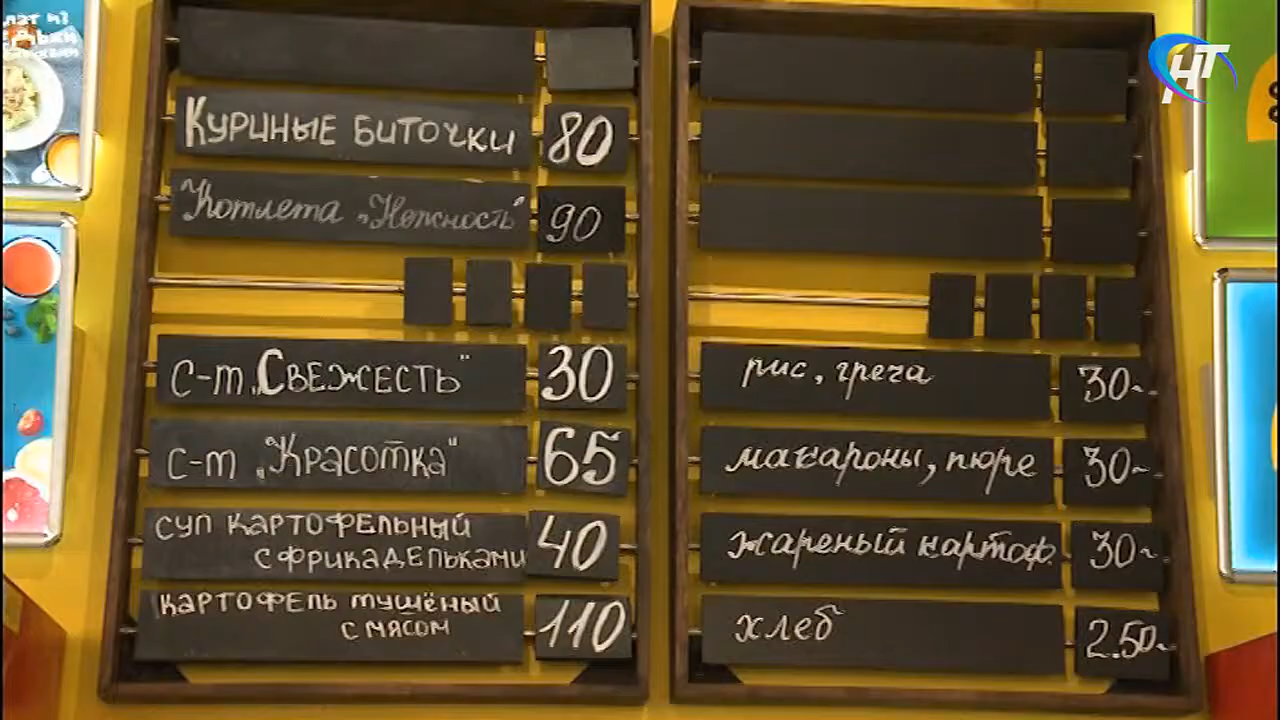 НТ
Куриные биточки 80
Котлета „Нежность" 90
с-т „Свежесть" 30
с-т „Красотка" 65
суп картофельный 40
с фрикадельками
картофель тушёный 110
с мясом
рис, греча 30~
макароны, пюре 30~
жареный картоф. 30~
хлеб 2.50~